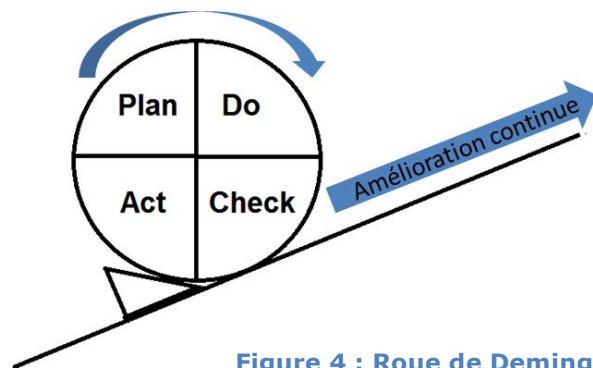 Plan Do
Act Check
Amélioration continue
Figure 4 : Roue de Deming